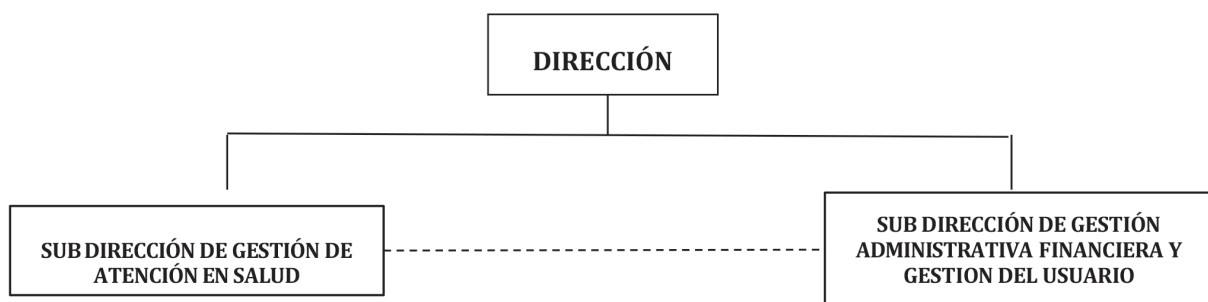 DIRECCIÓN
SUB DIRECCIÓN DE GESTIÓN DE
ATENCIÓN EN SALUD
SUB DIRECCIÓN DE GESTIÓN
ADMINISTRATIVA FINANCIERA Y
GESTION DEL USUARIO